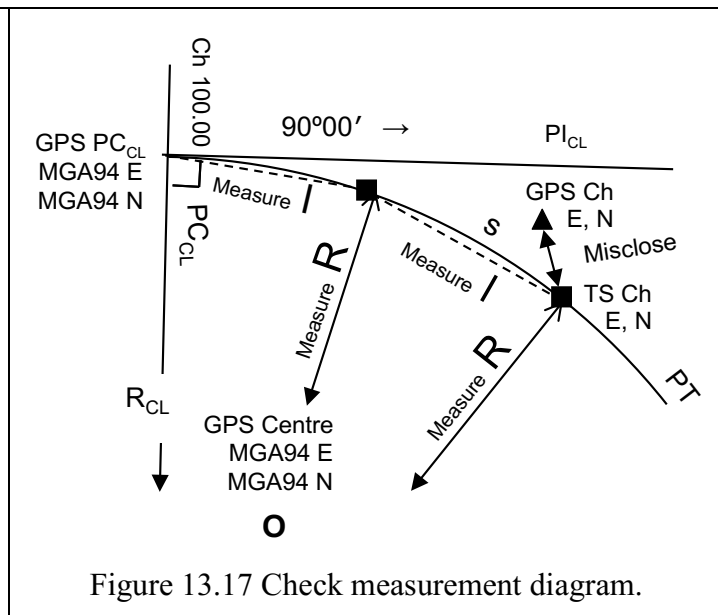 Ch 100.00
90º00′ →
PI_CL
GPS PC_CL
MGA94 E
MGA94 N
PC_CL
Measure l
GPS Ch
E, N
s
Misclose
Measure R
Measure l
TS Ch
E, N
Measure R
PT
R_CL
GPS Centre
MGA94 E
MGA94 N
O
Figure 13.17 Check measurement diagram.